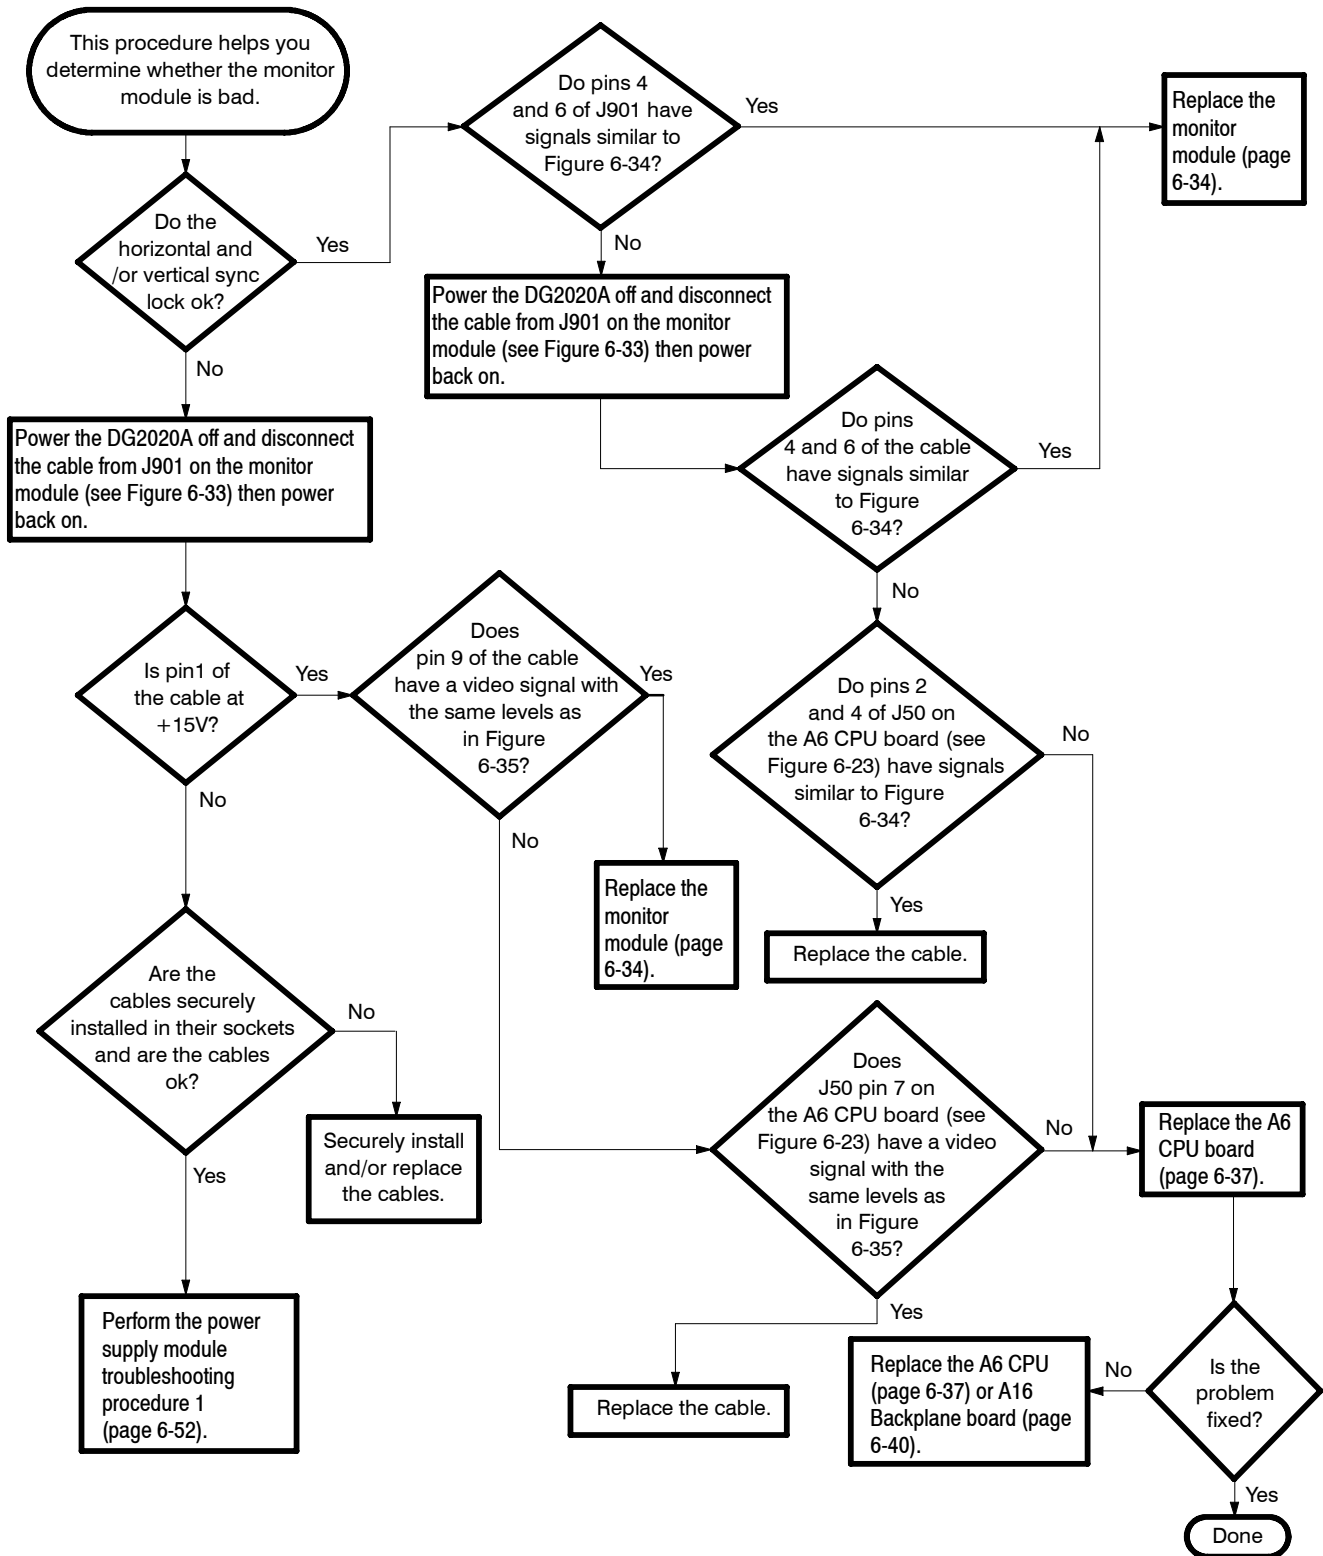 This procedure helps you
determine whether the monitor
module is bad.
Do the
horizontal and
/or vertical sync
lock ok?
Yes
No
Do pins 4
and 6 of J901 have
signals similar to
Figure 6-34?
Yes
No
Replace the
monitor
module (page
6-34).
Power the DG2020A off and disconnect
the cable from J901 on the monitor
module (see Figure 6-33) then power
back on.
Do pins
4 and 6 of the cable
have signals similar
to Figure
6-34?
Yes
No
Power the DG2020A off and disconnect
the cable from J901 on the monitor
module (see Figure 6-33) then power
back on.
Is pin1 of
the cable at
+15V?
Yes
No
Does
pin 9 of the cable
have a video signal with
the same levels as
in Figure
6-35?
Yes
No
Replace the
monitor
module (page
6-34).
Do pins 2
and 4 of J50 on
the A6 CPU board (see
Figure 6-23) have signals
similar to Figure
6-34?
No
Yes
Replace the cable.
Are the
cables securely
installed in their sockets
and are the cables
ok?
No
Yes
Securely install
and/or replace
the cables.
Perform the power
supply module
troubleshooting
procedure 1
(page 6-52).
Does
J50 pin 7 on
the A6 CPU board (see
Figure 6-23) have a video
signal with the
same levels as
in Figure
6-35?
No
Yes
Replace the cable.
Replace the A6
CPU board
(page 6-37).
Is the
problem
fixed?
No
Yes
Replace the A6 CPU
(page 6-37) or A16
Backplane board (page
6-40).
Done